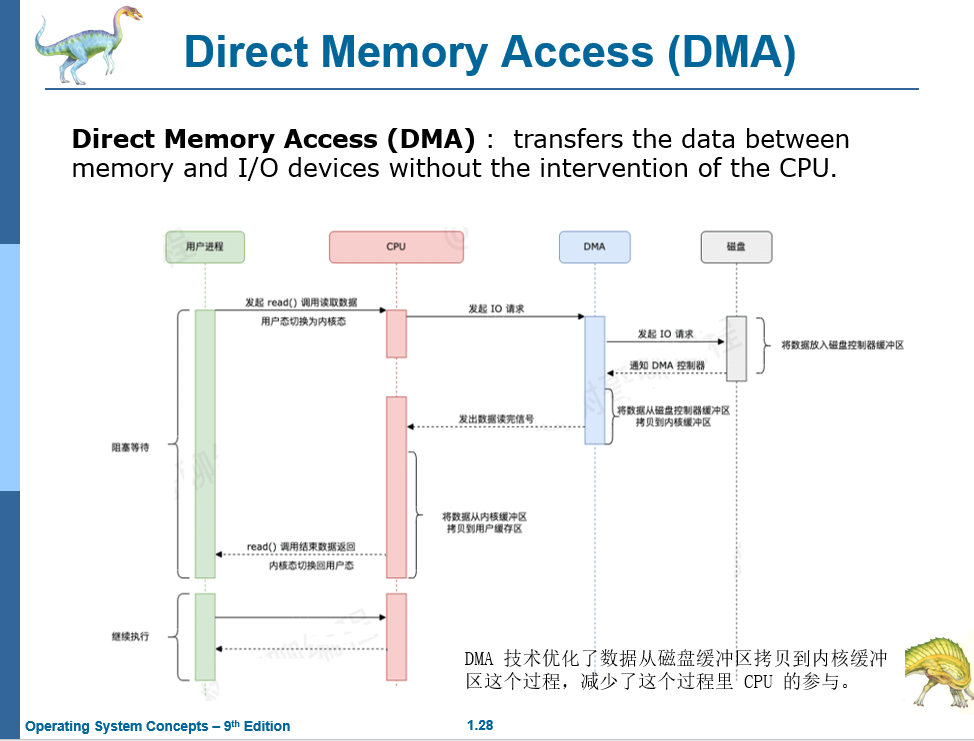 Direct Memory Access (DMA)
Direct Memory Access (DMA) : transfers the data between
memory and I/O devices without the intervention of the CPU.
用户进程
CPU
DMA
磁盘
发起 read() 调用读取数据
用户态切换为内核态
发起 IO 请求
发起 IO 请求
将数据放入磁盘控制器缓冲区
通知 DMA 控制器
将数据从磁盘控制器缓冲区
拷贝到内核缓冲区
发出数据读完信号
阻塞等待
将数据从内核缓冲区
拷贝到用户缓存区
read() 调用结束数据返回
内核态切换回用户态
继续执行
DMA 技术优化了数据从磁盘缓冲区拷贝到内核缓冲
区这个过程，减少了这个过程里 CPU 的参与。
Operating System Concepts – 9th Edition
1.28